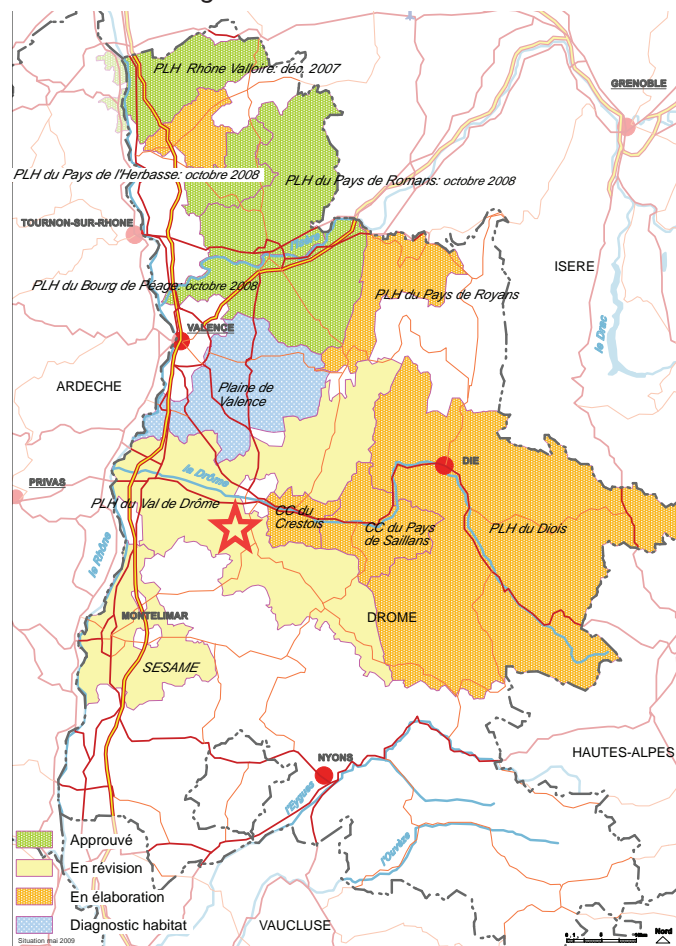 PLH Rhône Valloire: déc. 2007
GRENOBLE
PLH du Pays de l'Herbasse: octobre 2008
PLH du Pays de Romans: octobre 2008
TOURNON-SUR-RHONE
l'Isère
ISERE
PLH du Bourg de Péage: octobre 2008
PLH du Pays de Royans
le Drac
VALENCE
ARDECHE
Plaine de
Valence
DIE
le Drôme
PRIVAS
PLH du Val de Drôme
CC du
Crestois
CC du Pays
de Saillans
PLH du Diois
le Rhône
MONTELIMAR
DROME
SESAME
HAUTES-ALPES
NYONS
l'Eygues
l'Ouvèze
Approuvé
En révision
En élaboration
Diagnostic habitat
VAUCLUSE
Situation mai 2009
Nord